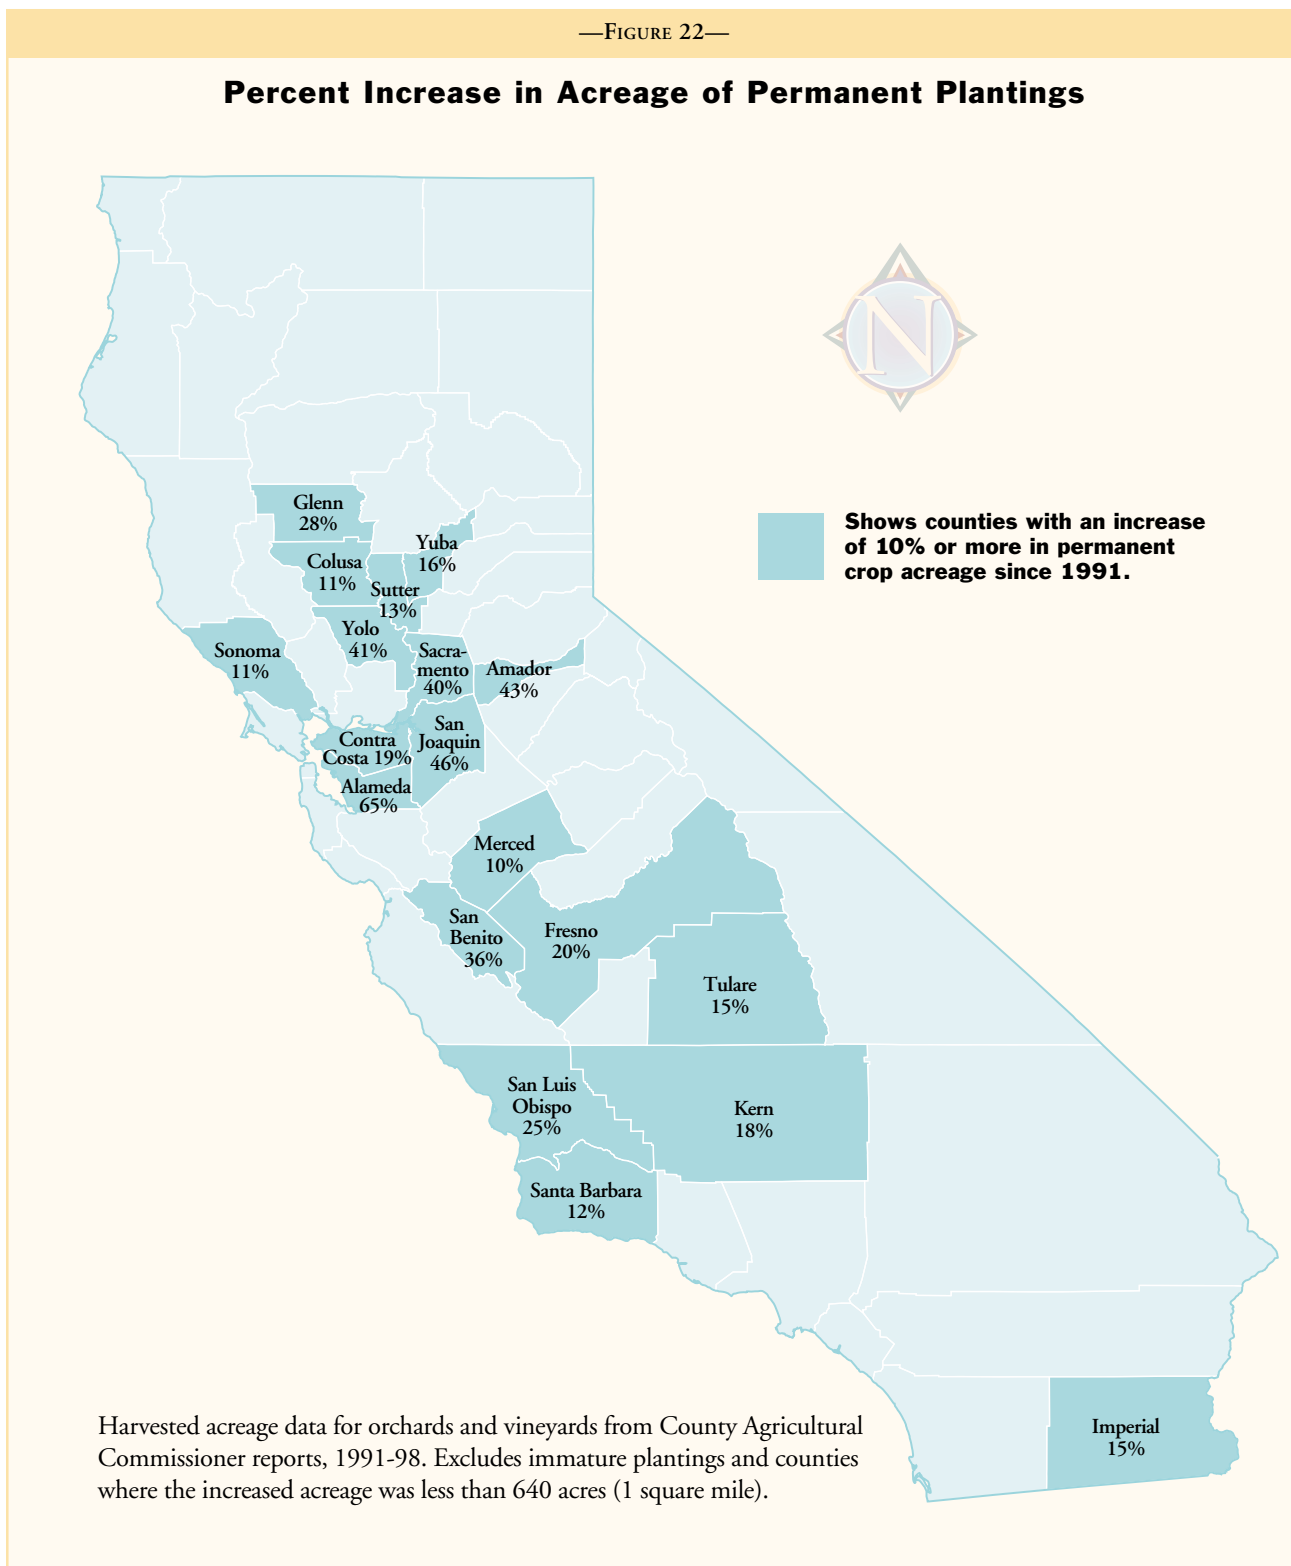 —FIGURE 22—
Percent Increase in Acreage of Permanent Plantings
N
Glenn
28%
Yuba
16%
Colusa
11%
Sutter
13%
Yolo
41%
Sonoma
11%
Sacra-
mento
40%
Amador
43%
San
Joaquin
46%
Contra
Costa 19%
Alameda
65%
Shows counties with an increase
of 10% or more in permanent
crop acreage since 1991.
Merced
10%
San
Benito
36%
Fresno
20%
Tulare
15%
San Luis
Obispo
25%
Kern
18%
Santa Barbara
12%
Imperial
15%
Harvested acreage data for orchards and vineyards from County Agricultural
Commissioner reports, 1991-98. Excludes immature plantings and counties
where the increased acreage was less than 640 acres (1 square mile).